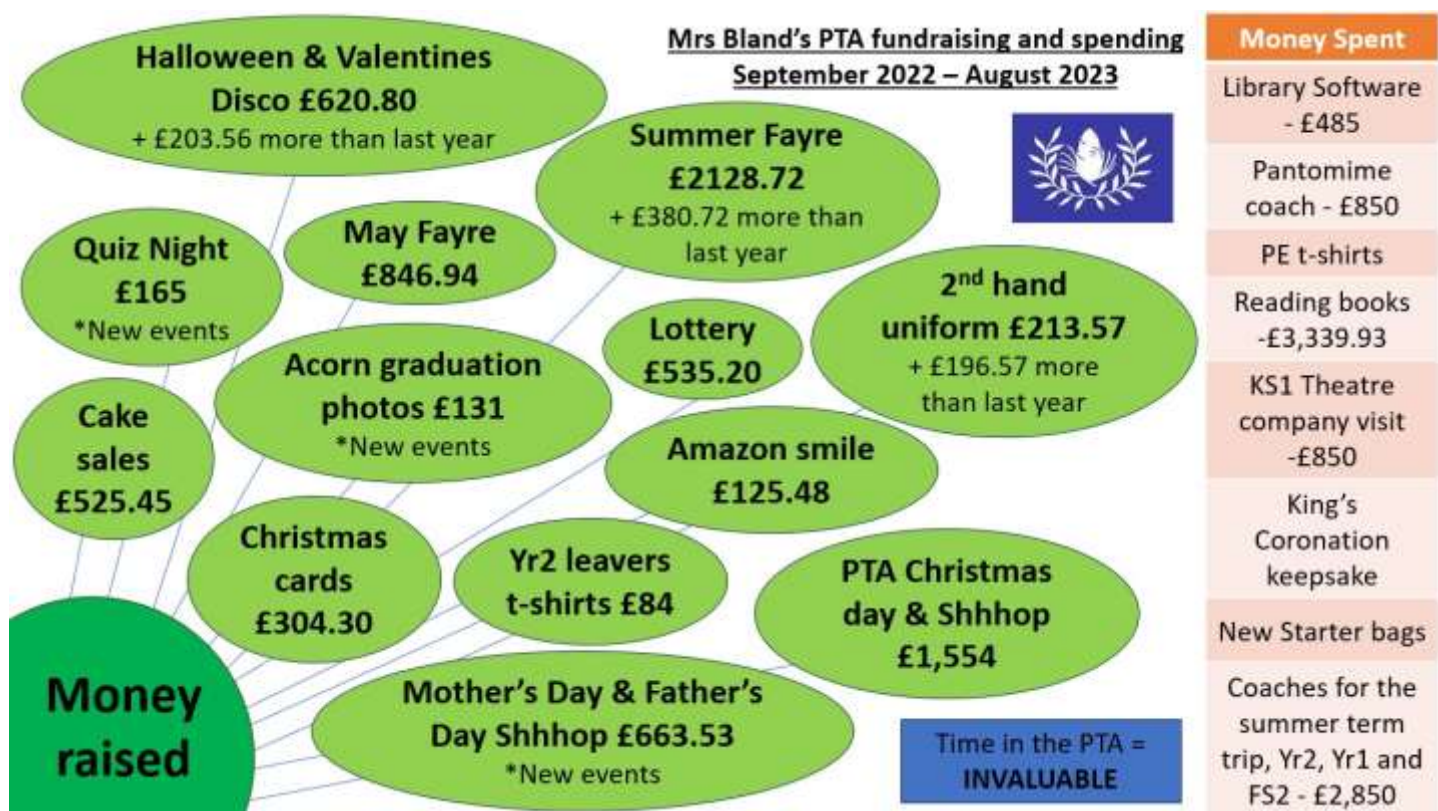 Mrs Bland's PTA fundraising and spending
September 2022 – August 2023
Halloween & Valentines
Disco £620.80
+ £203.56 more than last year
Summer Fayre
£2128.72
+ £380.72 more than
last year
Quiz Night
£165
*New events
May Fayre
£846.94
2nd hand
uniform £213.57
+ £196.57 more
than last year
Lottery
£535.20
Acorn graduation
photos £131
*New events
Cake
sales
£525.45
Amazon smile
£125.48
Christmas
cards
£304.30
Yr2 leavers
t-shirts £84
PTA Christmas
day & Shhhop
£1,554
Mother's Day & Father's
Day Shhhop £663.53
*New events
Money
raised
Time in the PTA =
INVALUABLE
Money Spent
Library Software
- £485
Pantomime
coach - £850
PE t-shirts
Reading books
-£3,339.93
KS1 Theatre
company visit
-£850
King's
Coronation
keepsake
New Starter bags
Coaches for the
summer term
trip, Yr2, Yr1 and
FS2 - £2,850